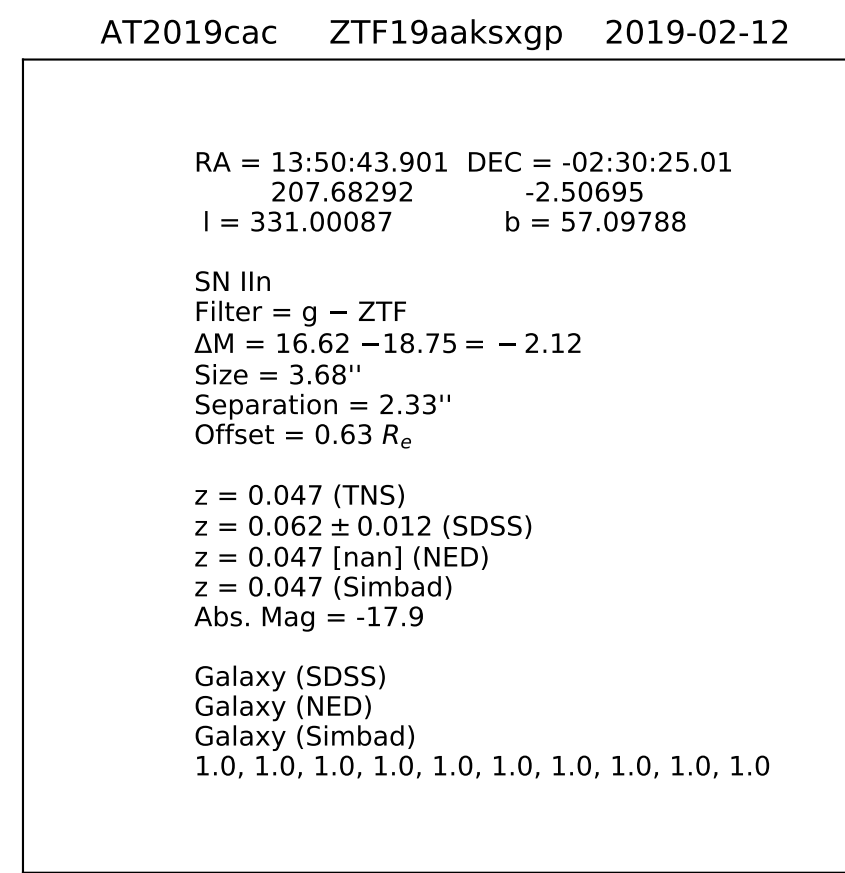 AT2019cac ZTF19aaksxgp 2019-02-12
RA = 13:50:43.901 DEC = -02:30:25.01
207.68292 -2.50695
l = 331.00087 b = 57.09788
SN IIn
Filter = g − ZTF
ΔM = 16.62 −18.75 = − 2.12
Size = 3.68''
Separation = 2.33''
Offset = 0.63 Re
z = 0.047 (TNS)
z = 0.062 ± 0.012 (SDSS)
z = 0.047 [nan] (NED)
z = 0.047 (Simbad)
Abs. Mag = -17.9
Galaxy (SDSS)
Galaxy (NED)
Galaxy (Simbad)
1.0, 1.0, 1.0, 1.0, 1.0, 1.0, 1.0, 1.0, 1.0, 1.0